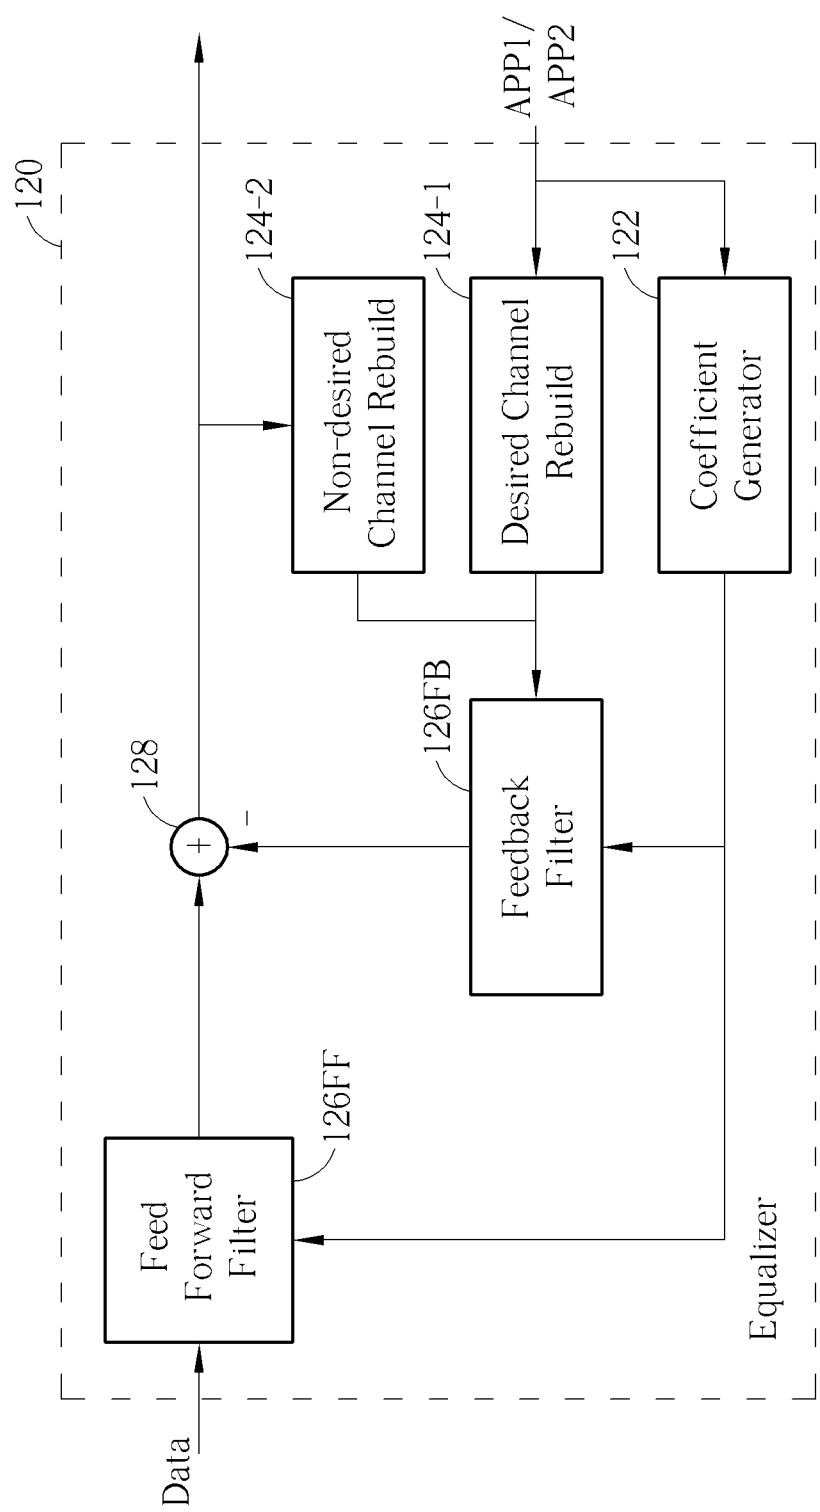 120
Data
Feed
Forward
Filter
126FF
128
+
-
Non-desired
Channel Rebuild
124-2
Feedback
Filter
126FB
Desired Channel
Rebuild
124-1
APP1/
APP2
Coefficient
Generator
122
Equalizer